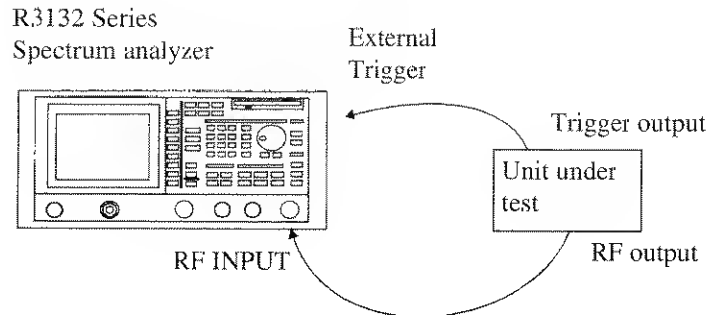 R3132 Series
Spectrum analyzer
External
Trigger
Trigger output
Unit under
test
RF INPUT
RF output